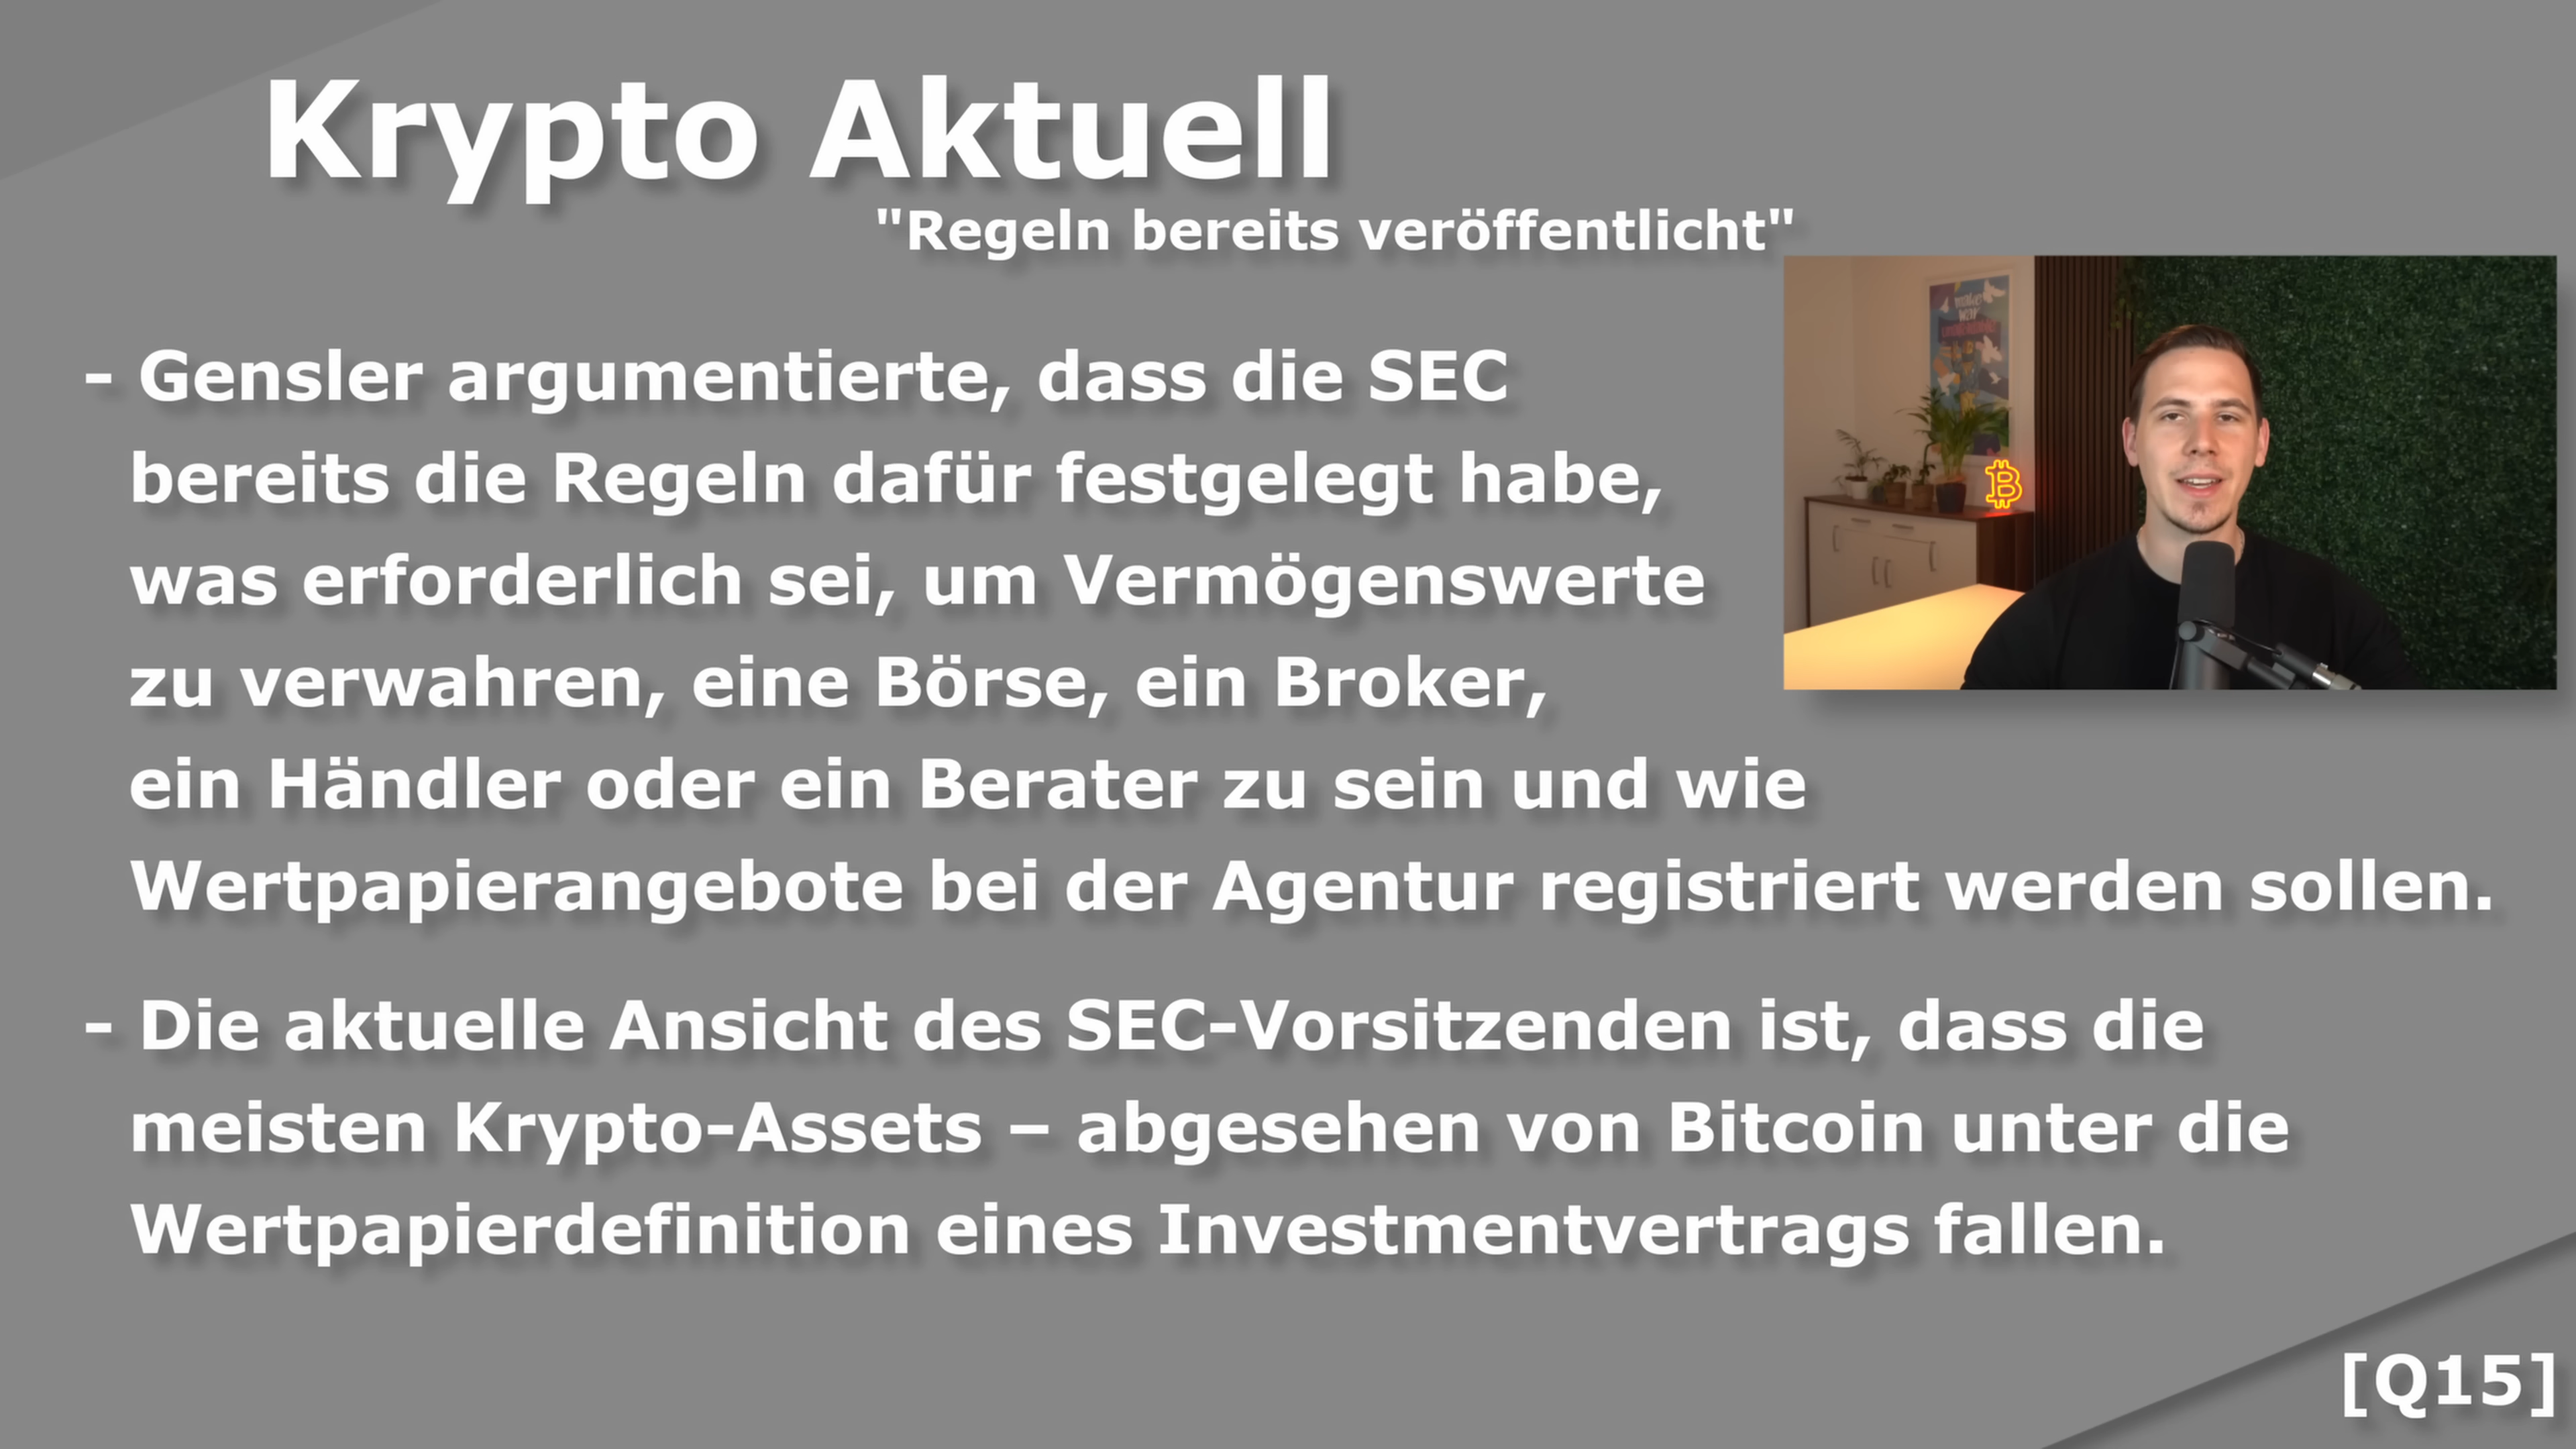 Krypto Aktuell
"Regeln bereits veröffentlicht"
- Gensler argumentierte, dass die SEC
bereits die Regeln dafür festgelegt habe,
was erforderlich sei, um Vermögenswerte
zu verwahren, eine Börse, ein Broker,
ein Händler oder ein Berater zu sein und wie
Wertpapierangebote bei der Agentur registriert werden sollen.
- Die aktuelle Ansicht des SEC-Vorsitzenden ist, dass die
meisten Krypto-Assets – abgesehen von Bitcoin unter die
Wertpapierdefinition eines Investmentvertrags fallen.
[Q15]